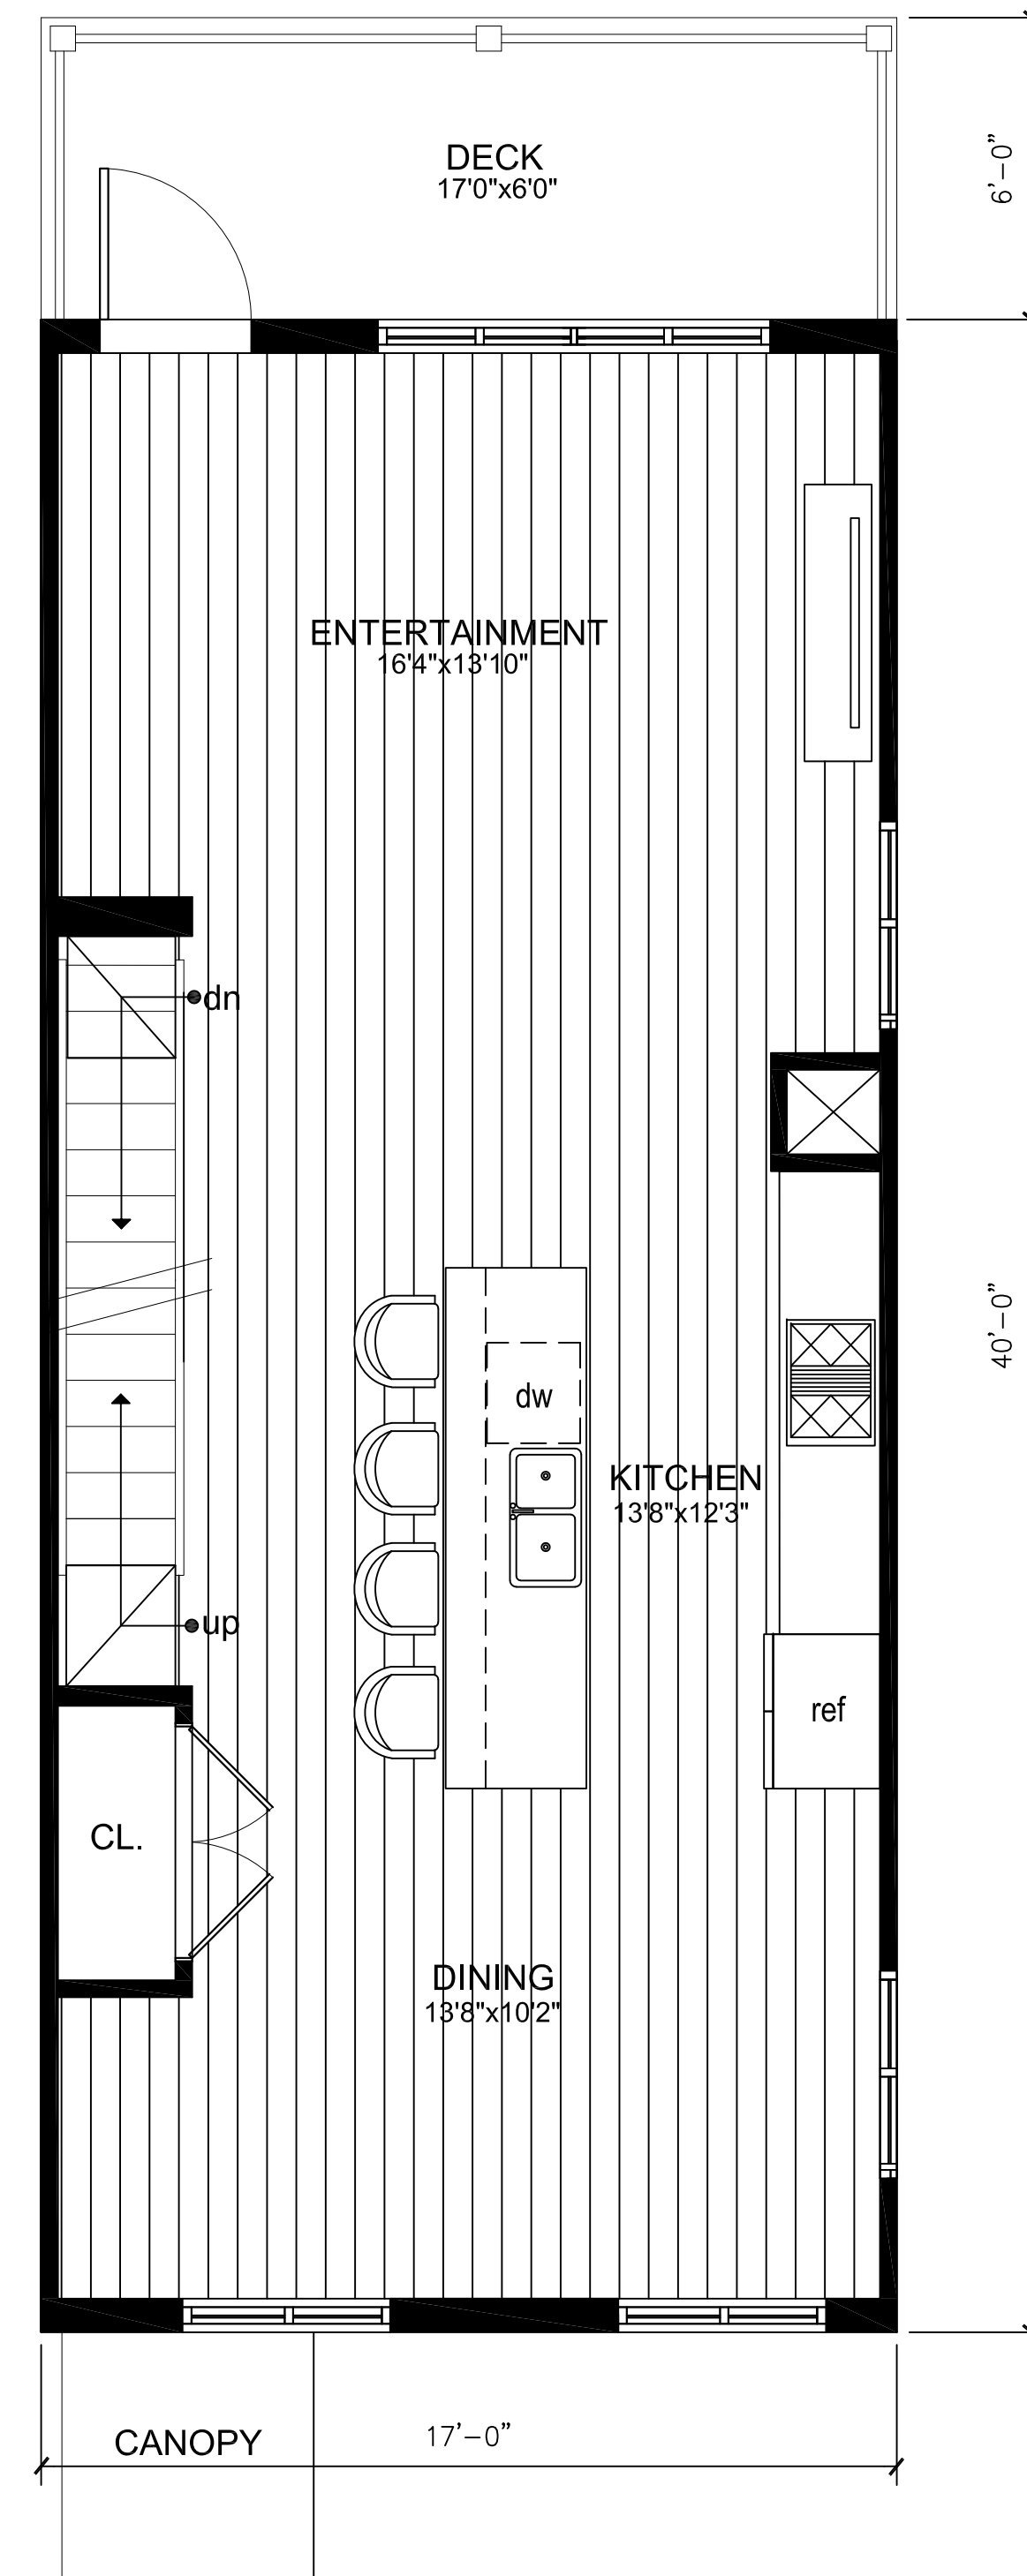 DECK
17'0"x6'0"
6'-0"
ENTERTAINMENT
16'4"x13'10"
dn
40'-0"
dw
KITCHEN
13'8"x12'3"
up
ref
CL.
DINING
13'8"x10'2"
CANOPY
17'-0"